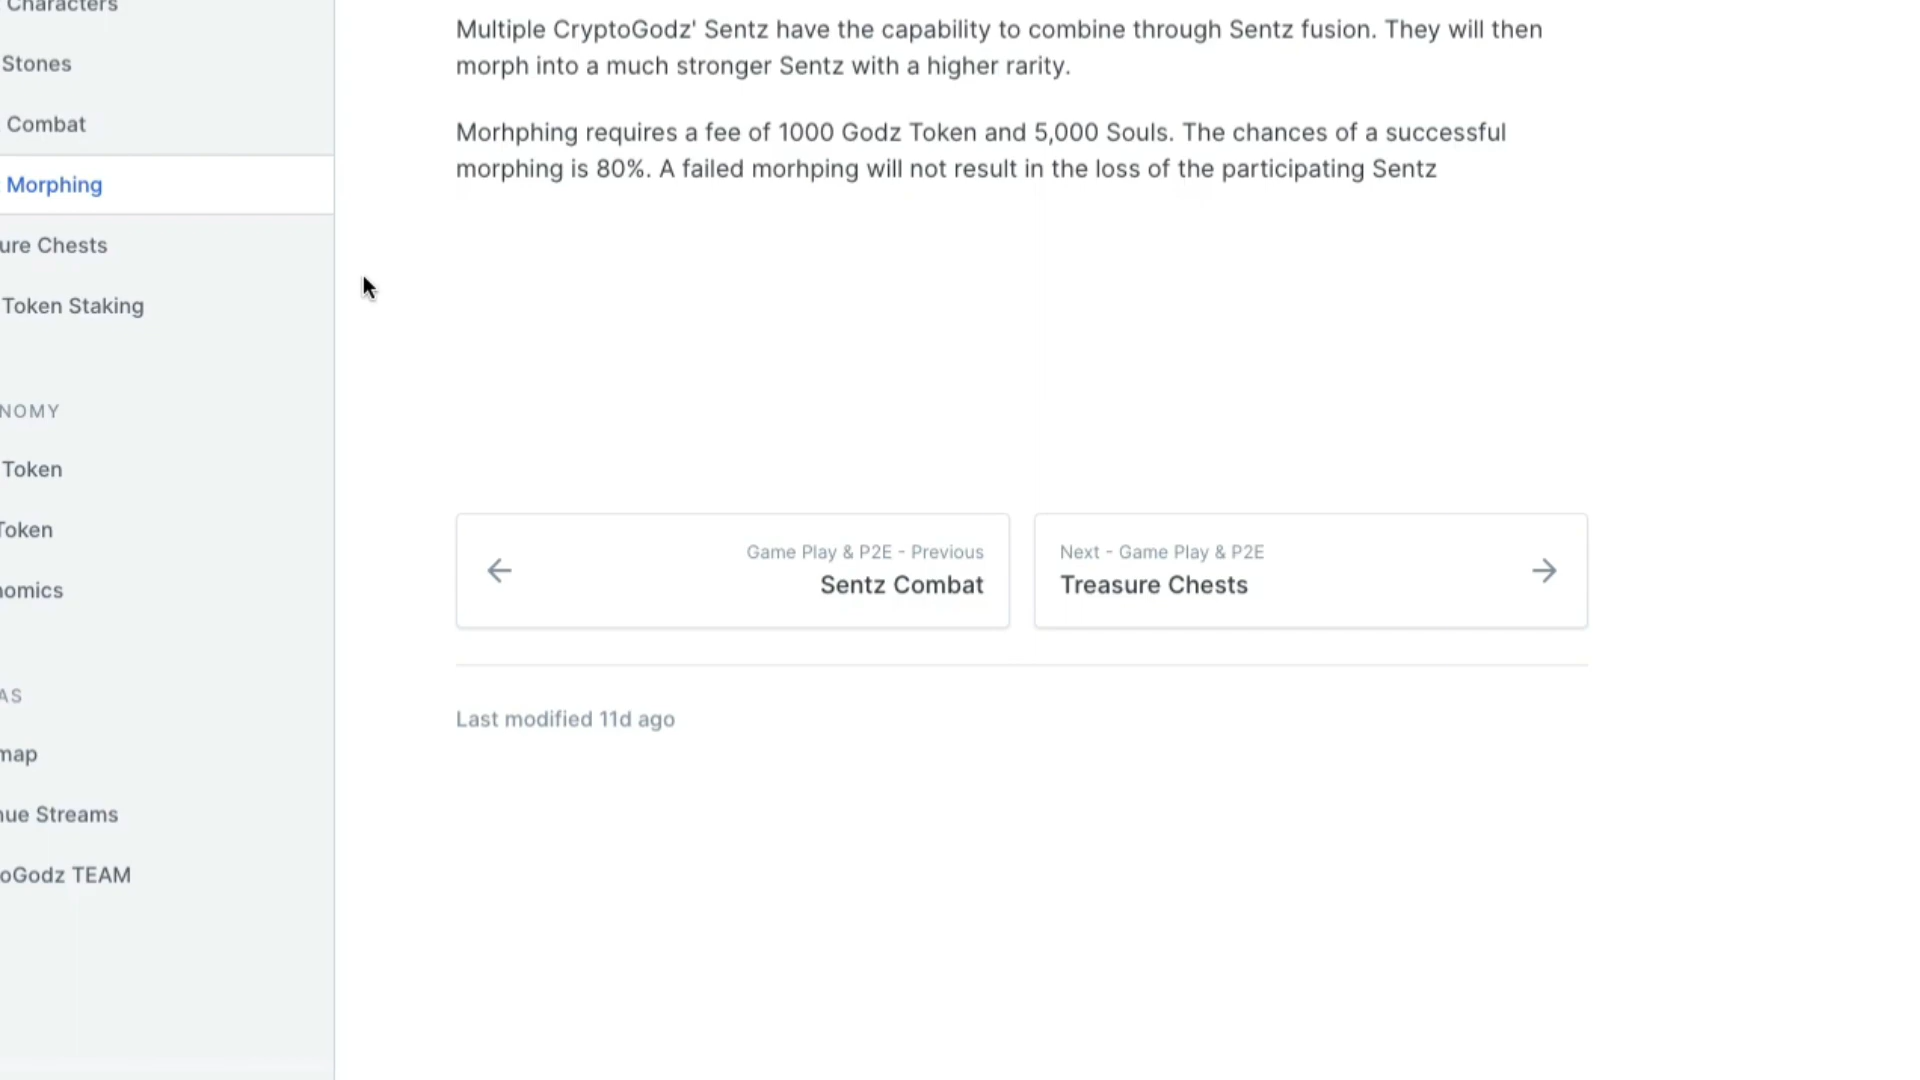 Characters
Stones
Combat
Morphing
ure Chests
Token Staking
NOMY
Token
Token
nomics
AS
map
nue Streams
oGodz TEAM
Multiple CryptoGodz' Sentz have the capability to combine through Sentz fusion. They will then
morph into a much stronger Sentz with a higher rarity.
Morhphing requires a fee of 1000 Godz Token and 5,000 Souls. The chances of a successful
morphing is 80%. A failed morhping will not result in the loss of the participating Sentz
Game Play & P2E - Previous
Sentz Combat
Next - Game Play & P2E
Treasure Chests
Last modified 11d ago